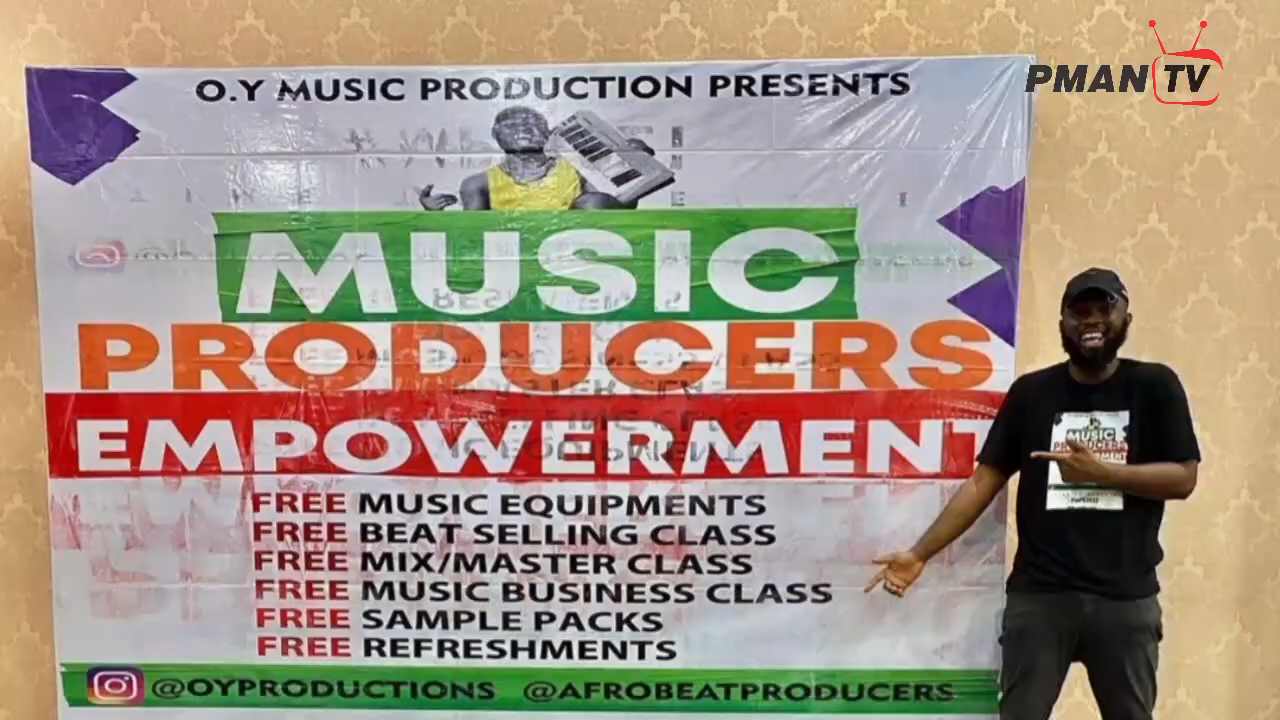 PMAN TV
O.Y MUSIC PRODUCTION PRESENTS
MUSIC
PRODUCERS
EMPOWERMENT
FREE MUSIC EQUIPMENTS
FREE BEAT SELLING CLASS
FREE MIX/MASTER CLASS
FREE MUSIC BUSINESS CLASS
FREE SAMPLE PACKS
FREE REFRESHMENTS
@OYPRODUCTIONS @AFROBEATPRODUCERS
MUSIC